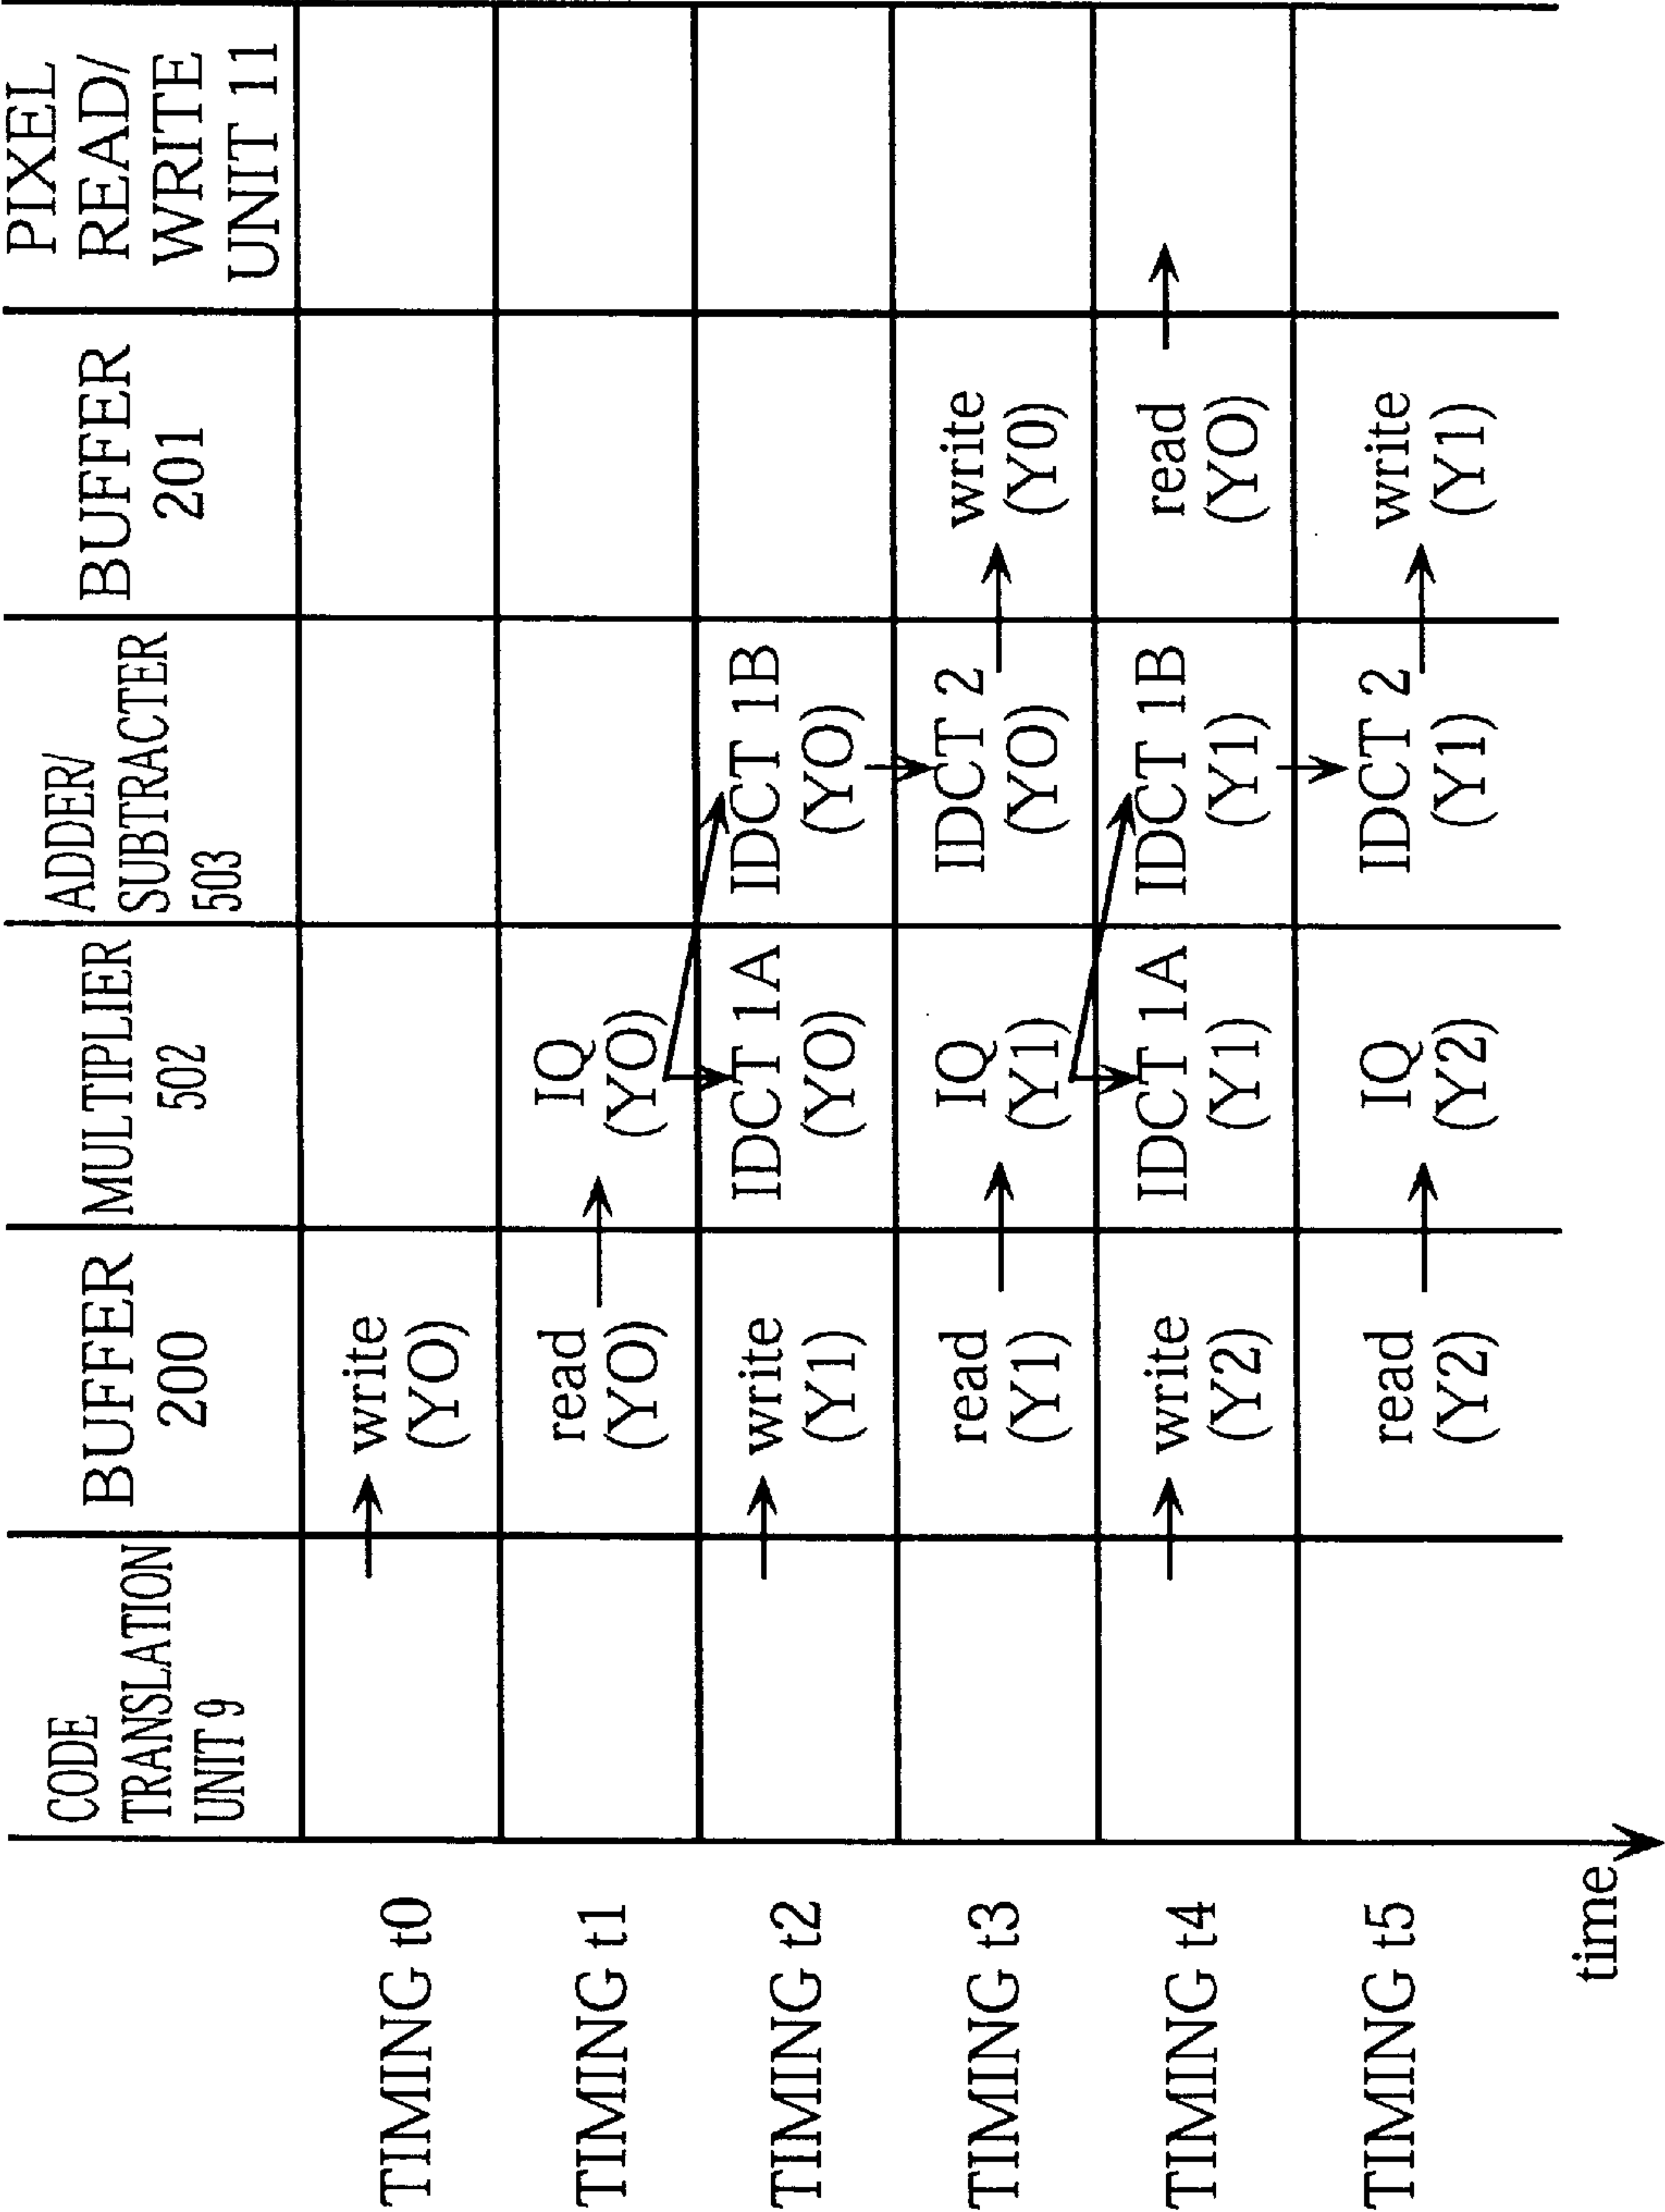 CODE
TRANSLATION
UNIT 9
BUFFER
200
MULTIPLIER
502
ADDER/
SUBTRACTER
503
BUFFER
201
PIXEL
READ/
WRITE
UNIT 11
TIMING t0
write
(YO)
TIMING t1
read
(YO)
IQ
(YO)
TIMING t2
write
(Y1)
IDCT 1A
(YO)
IDCT 1B
(YO)
TIMING t3
read
(Y1)
IQ
(Y1)
IDCT 2
(YO)
write
(Y0)
TIMING t4
write
(Y2)
IDCT 1A
(Y1)
IDCT 1B
(Y1)
read
(YO)
TIMING t5
read
(Y2)
IQ
(Y2)
IDCT 2
(Y1)
write
(Y1)
time